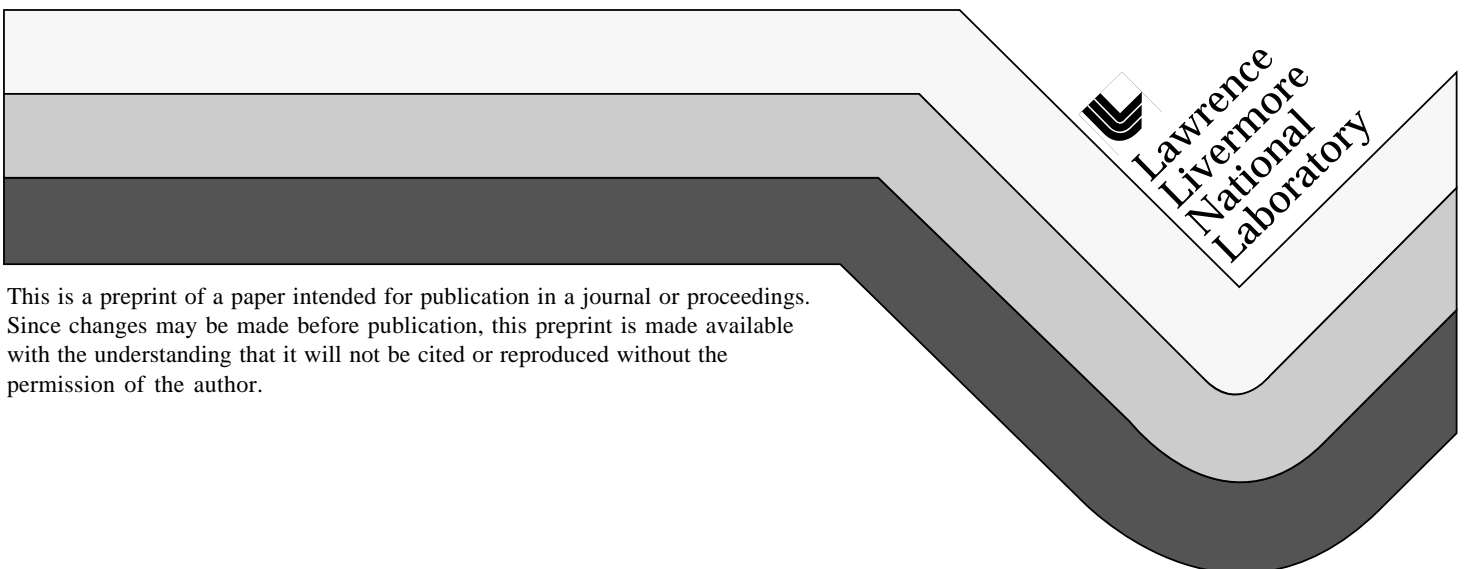 Lawrence
Livermore
National
Laboratory
This is a preprint of a paper intended for publication in a journal or proceedings.
Since changes may be made before publication, this preprint is made available
with the understanding that it will not be cited or reproduced without the
permission of the author.